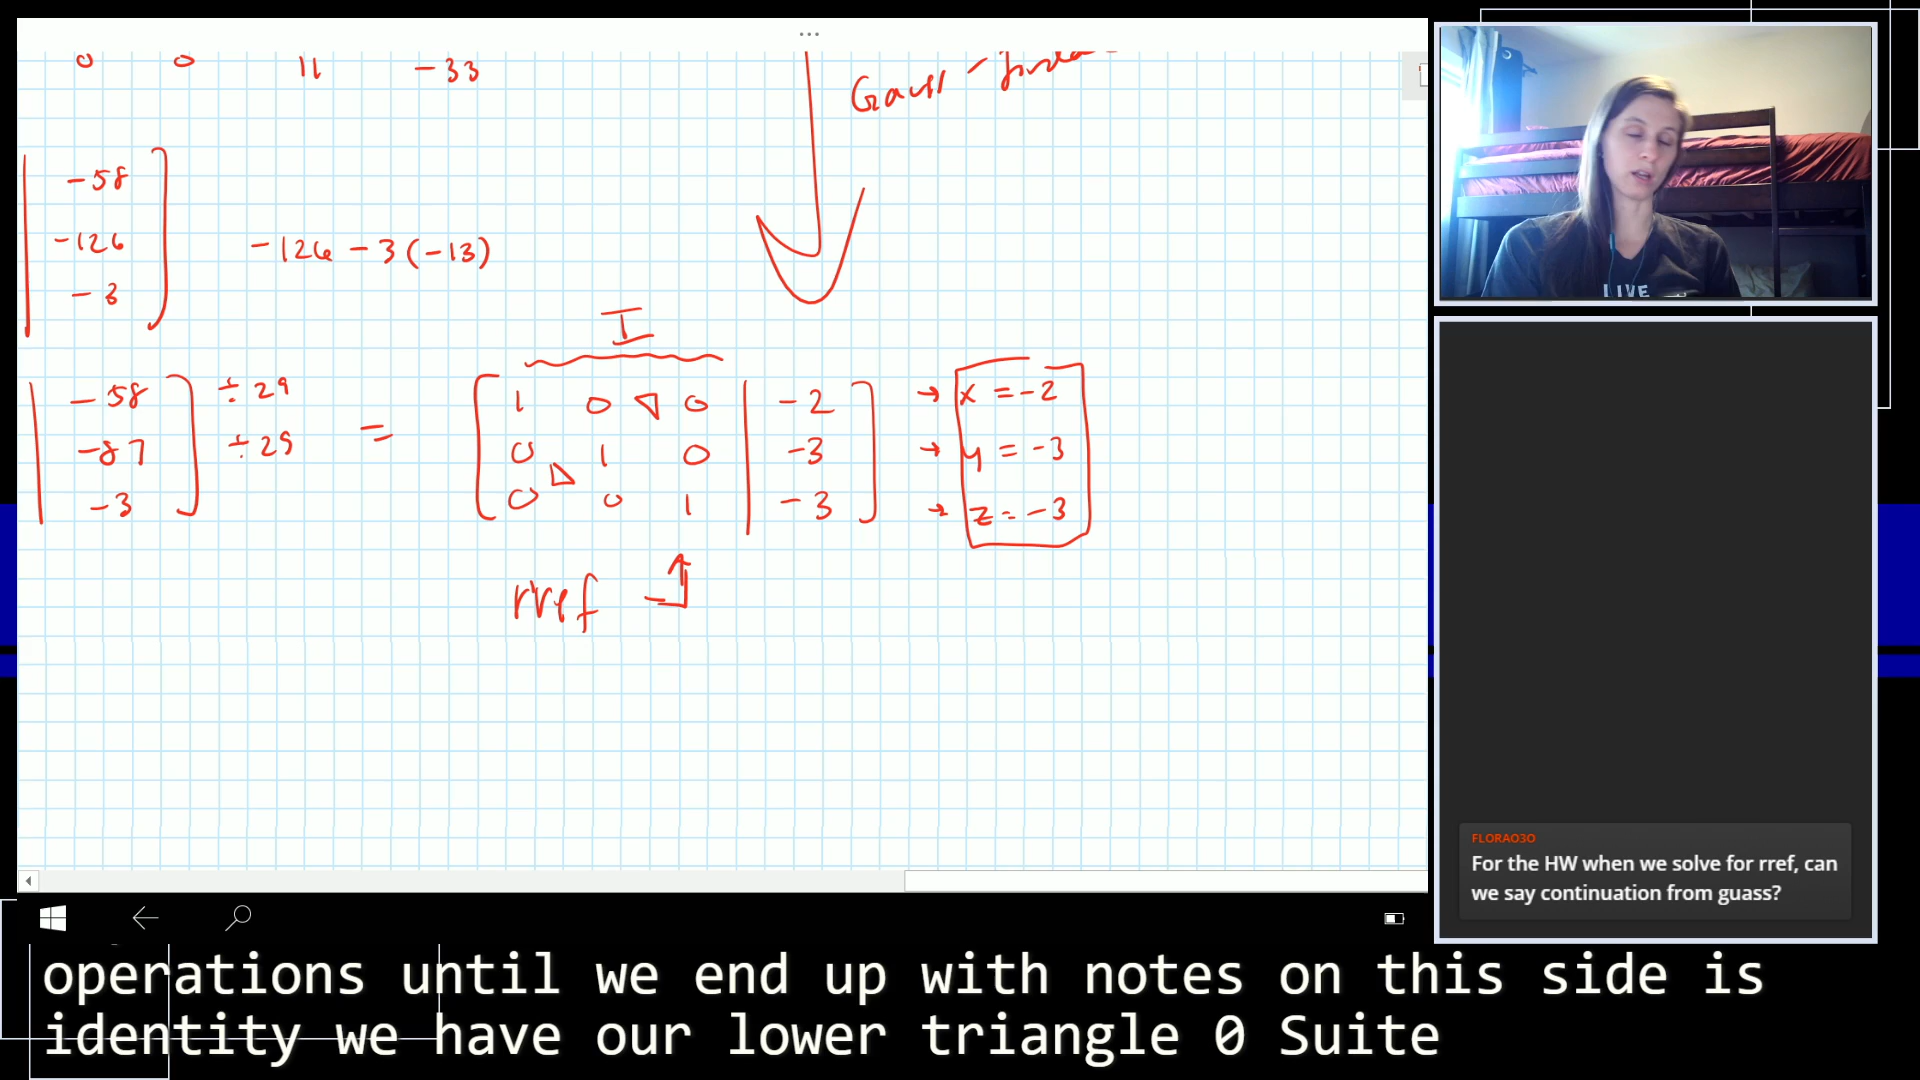 0 0 11 -33
Gauss -
-58
-126
-3
-126 - 3(-13)
I
-58 ÷ 29
-87 ÷ 29
-3
=
1 0 0 | -2 → x = -2
0 1 0 | -3 → y = -3
0 0 1 | -3 → z = -3
rref
LIVE
FLORAO3O
For the HW when we solve for rref, can
we say continuation from guass?
operations until we end up with notes on this side is
identity we have our lower triangle 0 Suite